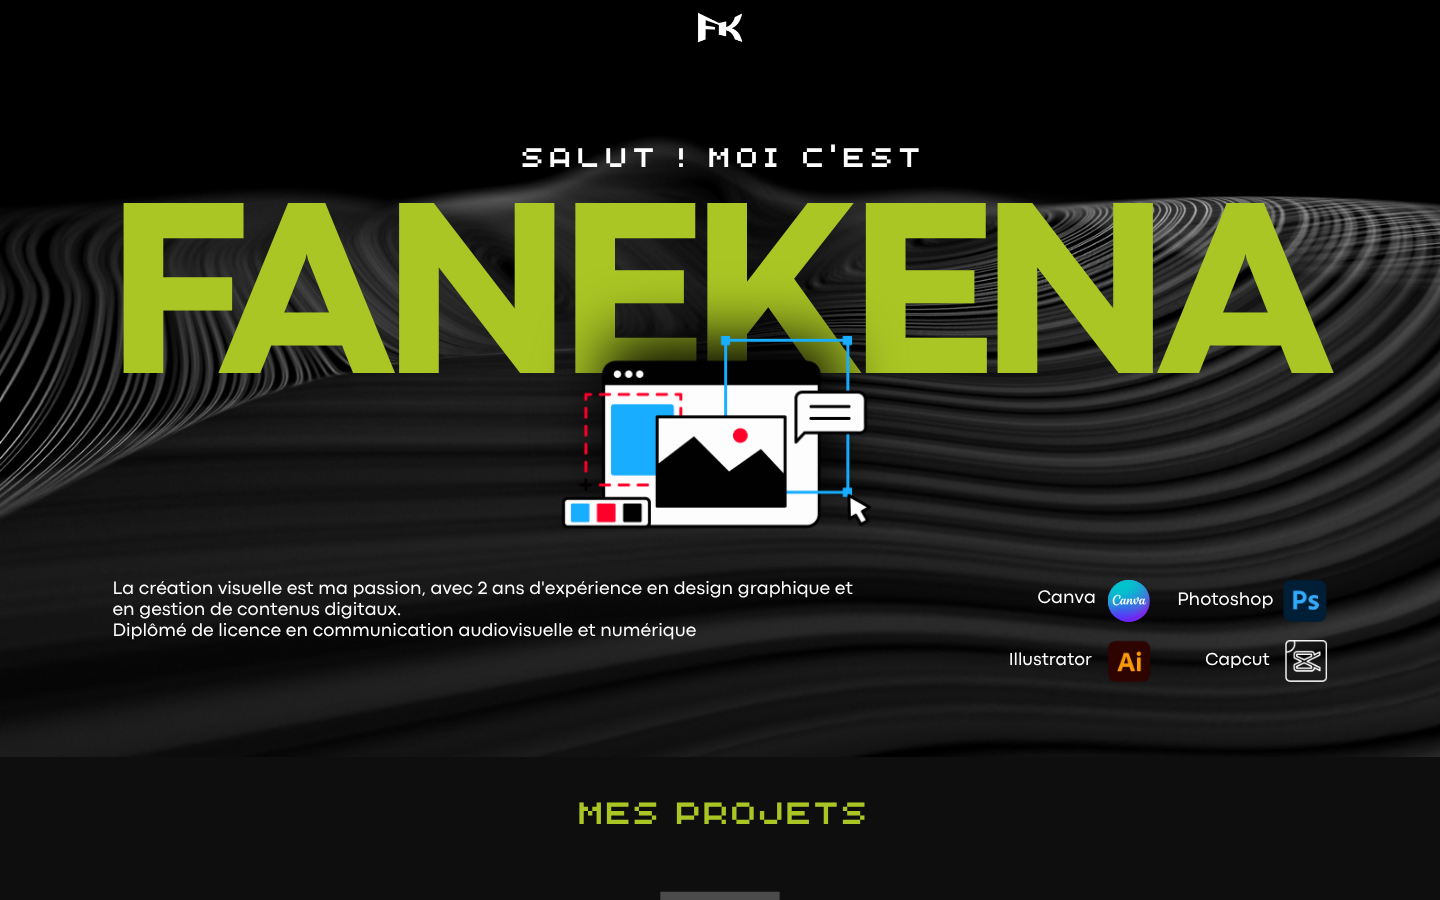 FK
SALUT ! MOI C'EST
FANEKENA
La création visuelle est ma passion, avec 2 ans d'expérience en design graphique et
en gestion de contenus digitaux.
Diplômé de licence en communication audiovisuelle et numérique
Canva
Canva
Photoshop
Ps
Illustrator
Ai
Capcut
MES PROJETS